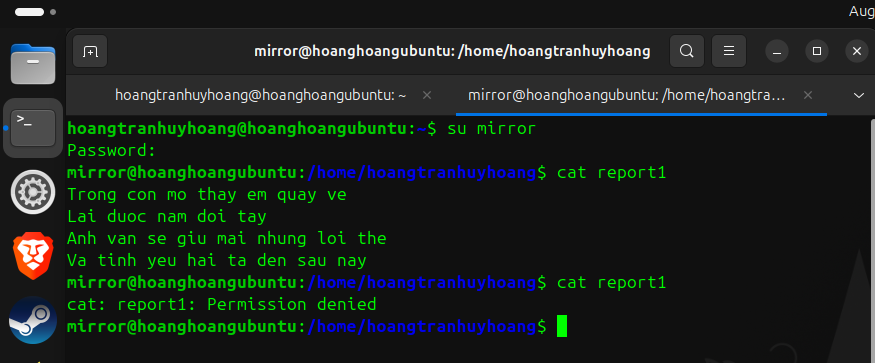 Aug
mirror@hoanghoangubuntu: /home/hoangtranhuyhoang
hoangtranhuyhoang@hoanghoangubuntu: ~
mirror@hoanghoangubuntu: /home/hoangtra…
hoangtranhuyhoang@hoanghoangubuntu:~$ su mirror
Password:
mirror@hoanghoangubuntu:/home/hoangtranhuyhoang$ cat report1
Trong con mo thay em quay ve
Lai duoc nam doi tay
Anh van se giu mai nhung loi the
Va tinh yeu hai ta den sau nay
mirror@hoanghoangubuntu:/home/hoangtranhuyhoang$ cat report1
cat: report1: Permission denied
mirror@hoanghoangubuntu:/home/hoangtranhuyhoang$